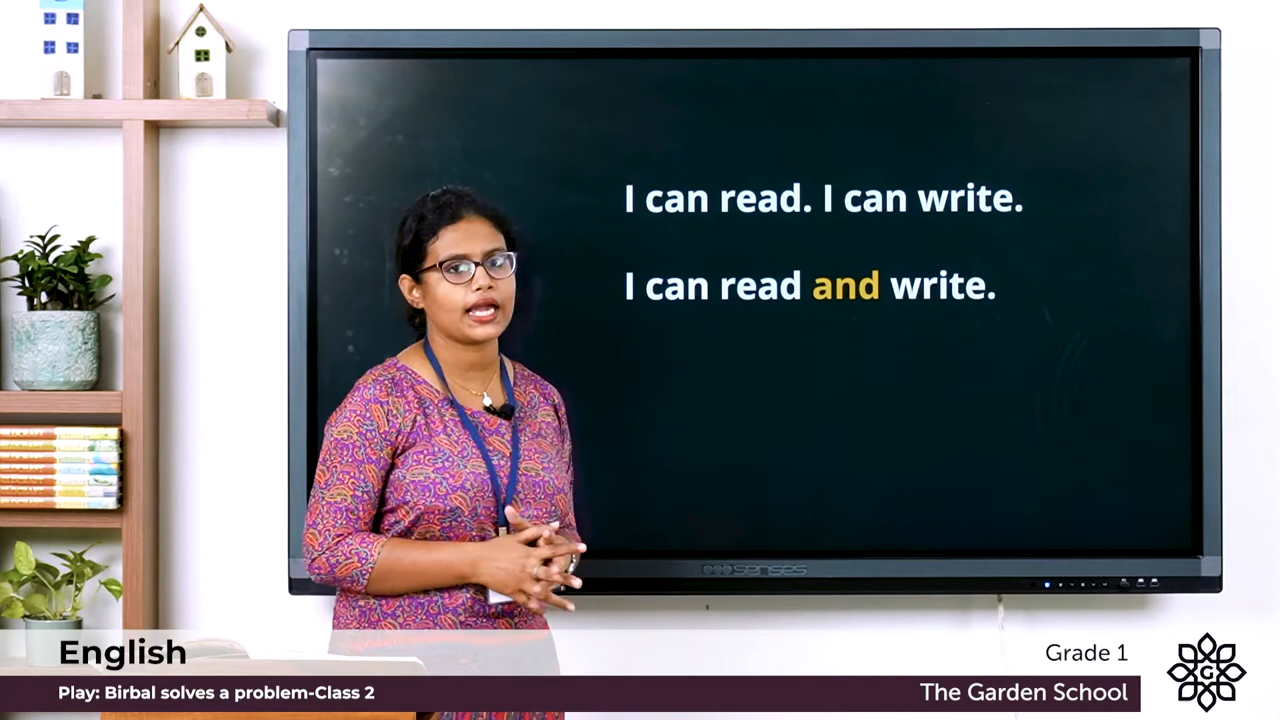 I can read. I can write.
I can read and write.
senses
English
Grade 1
Play: Birbal solves a problem-Class 2
The Garden School
G